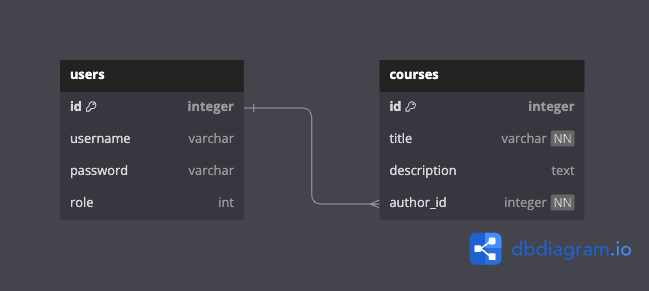 users
id integer
username varchar
password varchar
role int
courses
id integer
title varchar NN
description text
author_id integer NN
dbdiagram.io